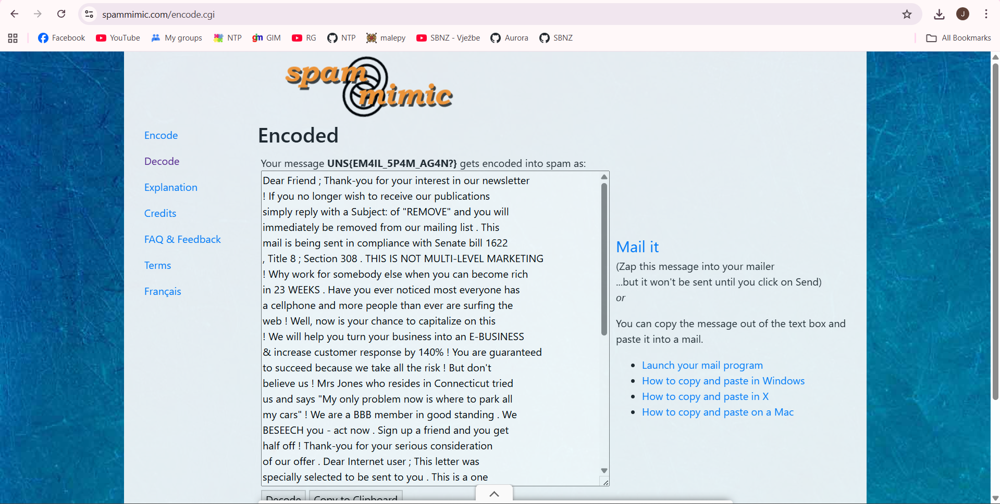 spammimic.com/encode.cgi
J
Facebook
YouTube
My groups
NTP
gm GIM
RG
NTP
malepy
SBNZ - Vježbe
Aurora
SBNZ
All Bookmarks
spam
mimic
Encode
Decode
Explanation
Credits
FAQ & Feedback
Terms
Français
Encoded
Your message UNS{EM4IL_5P4M_AG4N?} gets encoded into spam as:
Dear Friend ; Thank-you for your interest in our newsletter
! If you no longer wish to receive our publications
simply reply with a Subject: of "REMOVE" and you will
immediately be removed from our mailing list . This
mail is being sent in compliance with Senate bill 1622
, Title 8 ; Section 308 . THIS IS NOT MULTI-LEVEL MARKETING
! Why work for somebody else when you can become rich
in 23 WEEKS . Have you ever noticed most everyone has
a cellphone and more people than ever are surfing the
web ! Well, now is your chance to capitalize on this
! We will help you turn your business into an E-BUSINESS
& increase customer response by 140% ! You are guaranteed
to succeed because we take all the risk ! But don't
believe us ! Mrs Jones who resides in Connecticut tried
us and says "My only problem now is where to park all
my cars" ! We are a BBB member in good standing . We
BESEECH you - act now . Sign up a friend and you get
half off ! Thank-you for your serious consideration
of our offer . Dear Internet user ; This letter was
specially selected to be sent to you . This is a one
Decode
Copy to Clipboard
Mail it
(Zap this message into your mailer
...but it won't be sent until you click on Send)
or
You can copy the message out of the text box and
paste it into a mail.
Launch your mail program
How to copy and paste in Windows
How to copy and paste in X
How to copy and paste on a Mac